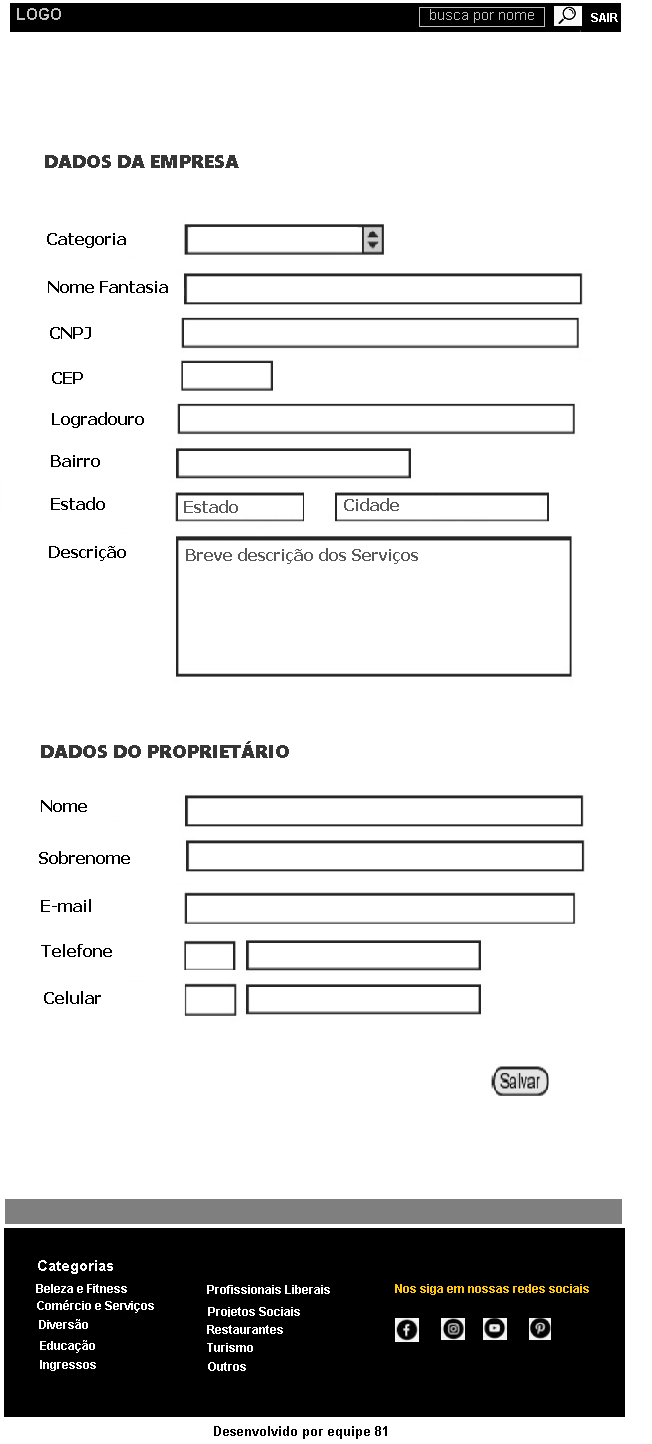 LOGO busca por nome SAIR
DADOS DA EMPRESA
Categoria
Nome Fantasia
CNPJ
CEP
Logradouro
Bairro
Estado Estado Cidade
Descrição Breve descrição dos Serviços
DADOS DO PROPRIETÁRIO
Nome
Sobrenome
E-mail
Telefone
Celular
Salvar
Categorias
Beleza e Fitness
Comércio e Serviços
Diversão
Educação
Ingressos
Profissionais Liberais
Projetos Sociais
Restaurantes
Turismo
Outros
Nos siga em nossas redes sociais
Desenvolvido por equipe 81